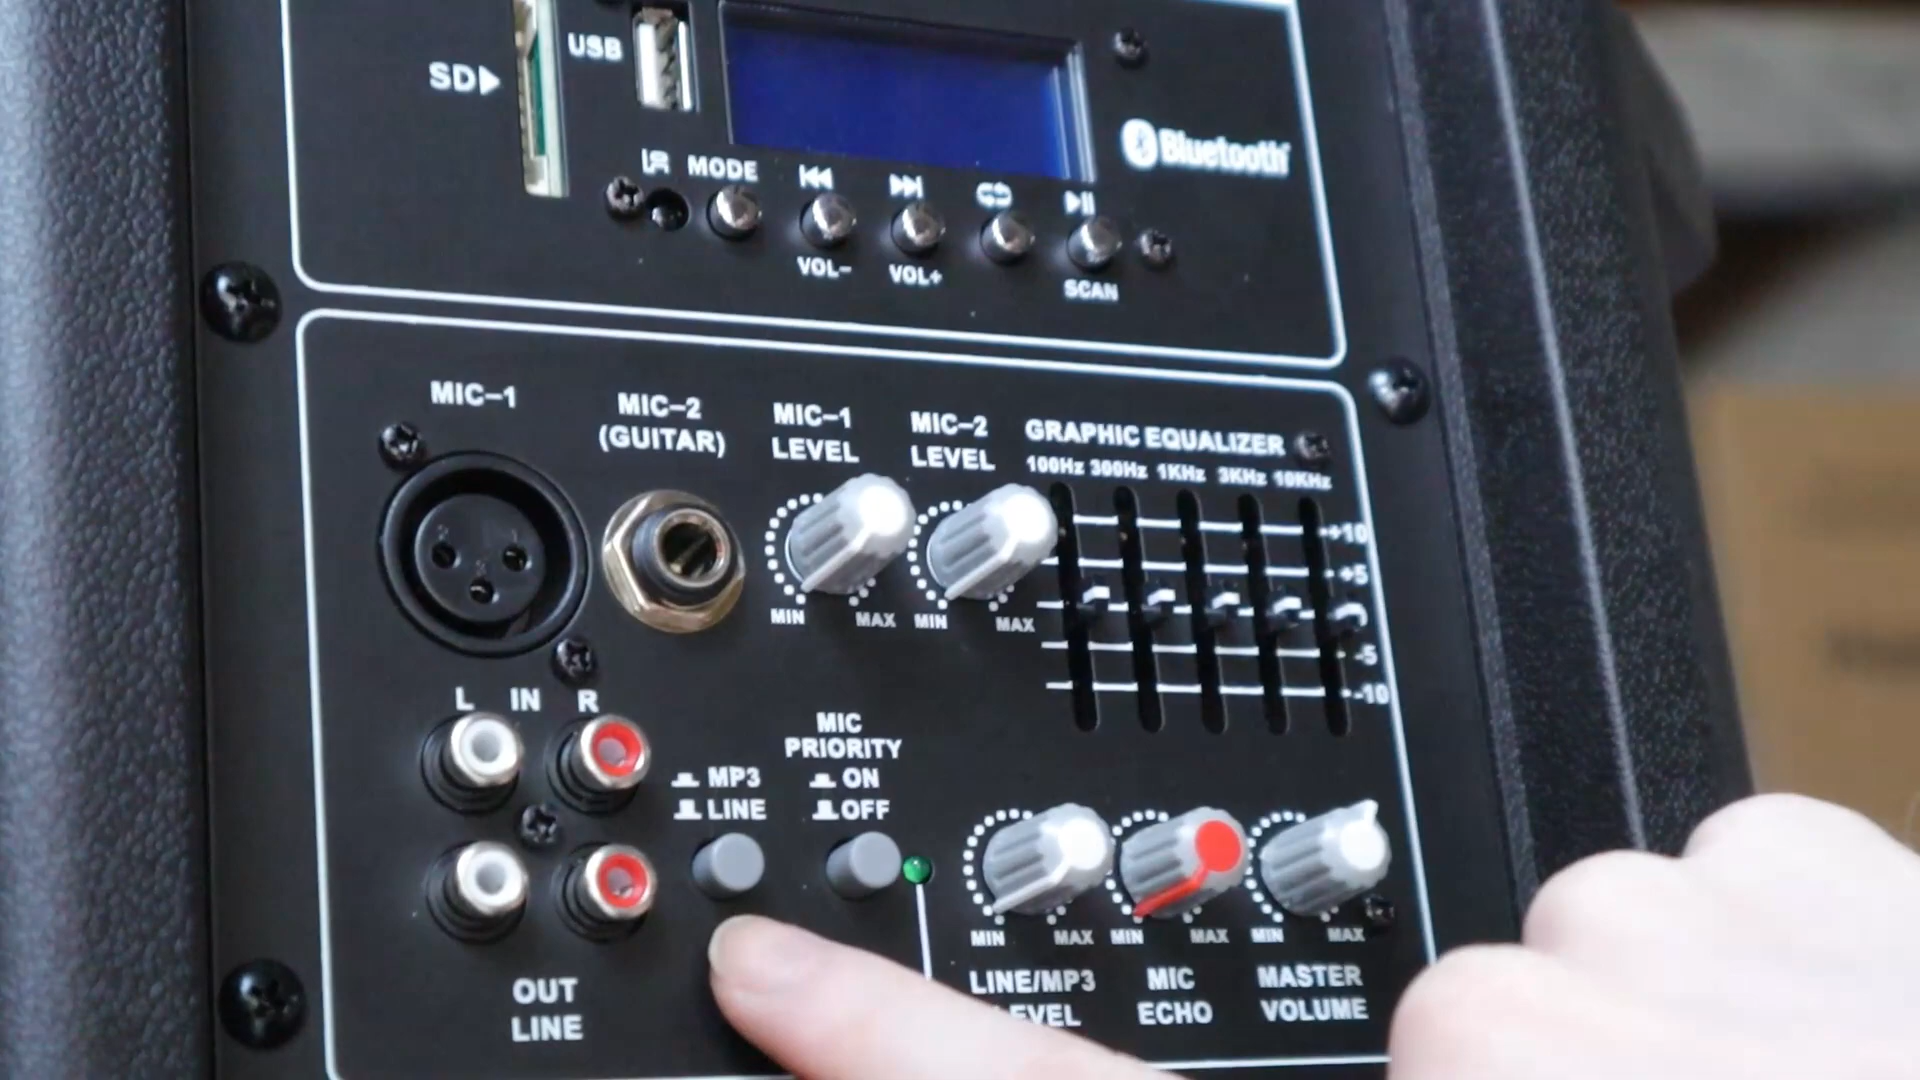 USB
SD
Bluetooth
MODE
VOL-
VOL+
SCAN
MIC-1
MIC-2
(GUITAR)
MIC-1
LEVEL
MIC-2
LEVEL
GRAPHIC EQUALIZER
100Hz 300Hz 1KHz 3KHz 10KHz
+10
+5
0
-5
-10
MIN MAX
MIN MAX
L IN R
MP3
LINE
MIC
PRIORITY
ON
OFF
OUT
LINE
MIN MAX
MIN MAX
MIN MAX
LINE/MP3
LEVEL
MIC
ECHO
MASTER
VOLUME